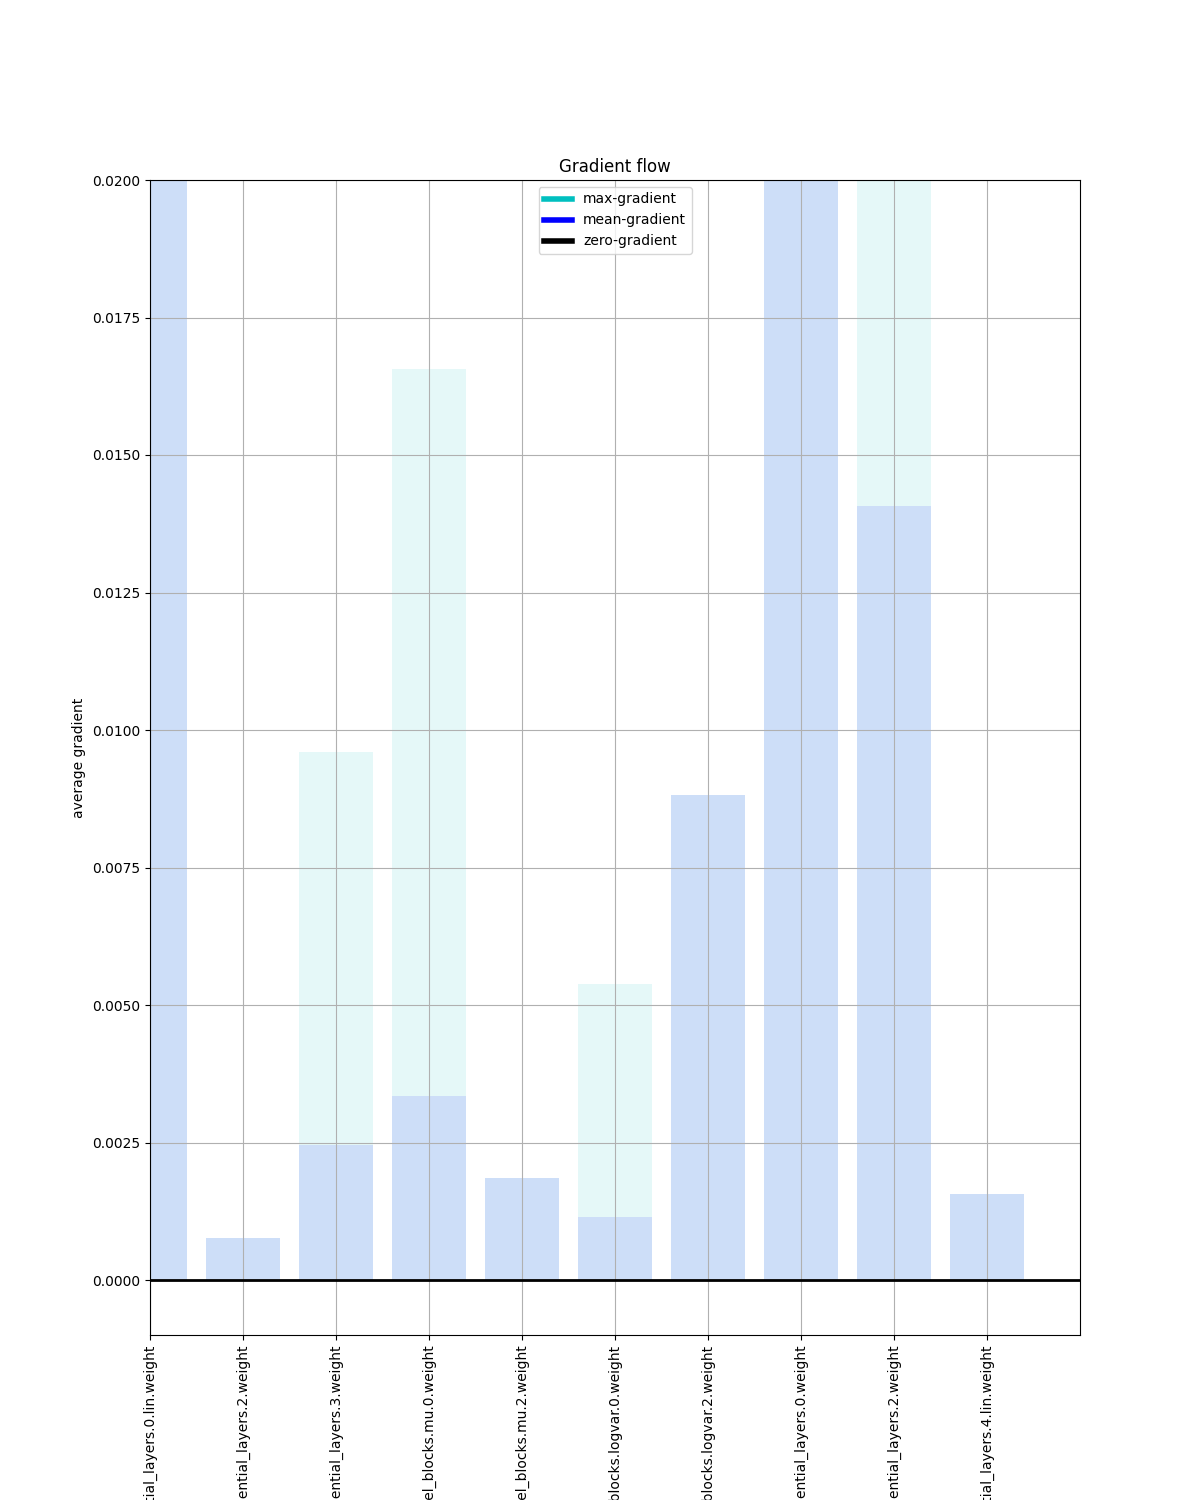 Gradient flow
max-gradient
mean-gradient
zero-gradient
0.0200
0.0175
0.0150
0.0125
0.0100
0.0075
0.0050
0.0025
0.0000
average gradient
tial_layers.0.lin.weight
ential_layers.2.weight
ential_layers.3.weight
el_blocks.mu.0.weight
el_blocks.mu.2.weight
blocks.logvar.0.weight
blocks.logvar.2.weight
ential_layers.0.weight
ential_layers.2.weight
tial_layers.4.lin.weight